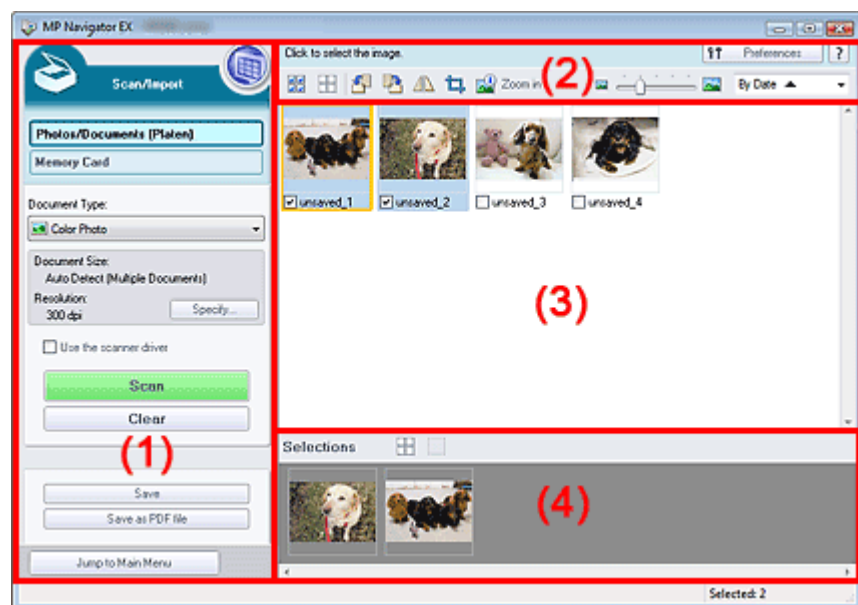 MP Navigator EX
Scan/Import
Photos/Documents (Platen)
Memory Card
Document Type:
Color Photo
Document Size:
Auto Detect (Multiple Documents)
Resolution:
300 dpi
Specify...
Use the scanner driver
Scan
Clear
(1)
Save
Save as PDF file
Jump to Main Menu
Click to select the image.
Preferences
?
Zoom in
(2)
By Date
unsaved_1 unsaved_2 unsaved_3 unsaved_4
(3)
Selections
(4)
Selected: 2